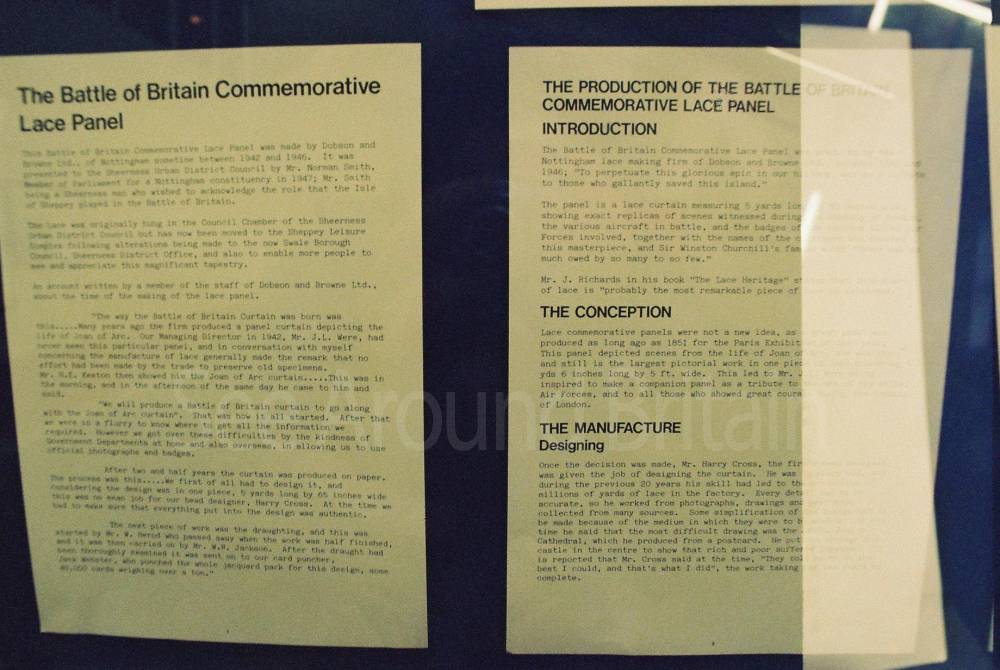 The Battle of Britain Commemorative
Lace Panel
This Battle of Britain Commemorative Lace Panel was made by Dobson and
Browne Ltd., of Nottingham sometime between 1942 and 1946. It was
presented to the Sheerness Urban District Council by Mr. Norman Smith,
Member of Parliament for a Nottingham constituency in 1947; Mr. Smith
being a Sheerness man who wished to acknowledge the role that the Isle
of Sheppey played in the Battle of Britain.
The lace was originally hung in the Council Chamber of the Sheerness
Urban District Council but has now been moved to the Sheppey Leisure
Complex following alterations being made to the now Swale Borough
Council, Sheerness District Office, and also to enable more people to
see and appreciate this magnificent tapestry.
An account written by a member of the staff of Dobson and Browne Ltd.,
about the time of the making of the lace panel.
"The way the Battle of Britain Curtain was born was
this.....Many years ago the firm produced a panel curtain depicting the
life of Joan of Arc. Our Managing Director in 1942, Mr. J.L. Were, had
never seen this particular panel, and in conversation with myself
concerning the manufacture of lace generally made the remark that no
effort had been made by the trade to preserve old specimens.
Mr. H.E. Keeton then showed him the Joan of Arc curtain.....This was in
the morning, and in the afternoon of the same day he came to him and
said.
"We will produce a Battle of Britain curtain to go along
with the Joan of Arc curtain". That was how it all started. After that
we were in a flurry to know where to get all the information we
required. However we got over these difficulties by the kindness of
Government Departments at home and also overseas, in allowing us to use
official photographs and badges.
After two and half years the curtain was produced on paper.
The process was this.....We first of all had to design it, and
considering the design was in one piece, 5 yards long by 65 inches wide
this was no mean job for our head designer, Harry Cross. At the time we
had to make sure that everything put into the design was authentic.
The next piece of work was the draughting, and this was
started by Mr. W. Herod who passed away when the work was half finished,
and it was then carried on by Mr. W.R. Jackson. After the draught had
been thoroughly examined it was sent on to our card puncher,
Jack Webster, who punched the whole jacquard pack for this design, some
40,000 cards weighing over a ton."
THE PRODUCTION OF THE BATTLE OF BRITAIN
COMMEMORATIVE LACE PANEL
INTRODUCTION
The Battle of Britain Commemorative Lace Panel
Nottingham lace making firm of Dobson and Browne
1946; "To perpetuate this glorious epic in our
to those who gallantly saved this island."
The panel is a lace curtain measuring 5 yards
showing exact replicas of scenes witnessed during
the various aircraft in battle, and the badges of
Forces involved, together with the names of the
this masterpiece, and Sir Winston Churchill's
much owed by so many to so few."
Mr. J. Richards in his book "The Lace Heritage"
of lace is "probably the most remarkable piece of
THE CONCEPTION
Lace commemorative panels were not a new idea, as
produced as long ago as 1851 for the Paris
This panel depicted scenes from the life of Joan
and still is the largest pictorial work in one
yds 6 inches long by 5 ft. wide. This led to Mr.
inspired to make a companion panel as a tribute to
Air Forces, and to all those who showed great
of London.
THE MANUFACTURE
Designing
Once the decision was made, Mr. Harry Cross, the
was given the job of designing the curtain. He was
during the previous 20 years his skill had led to
millions of yards of lace in the factory. Every
accurate, so he worked from photographs, drawings
collected from many sources. Some simplification of
be made because of the medium in which they were to
time he said that the most difficult drawing was the
Cathedral, which he produced from a postcard. He put
castle in the centre to show that rich and poor
is reported that Mr. Cross said at the time, "They
best I could, and that's what I did", the work taking
complete.